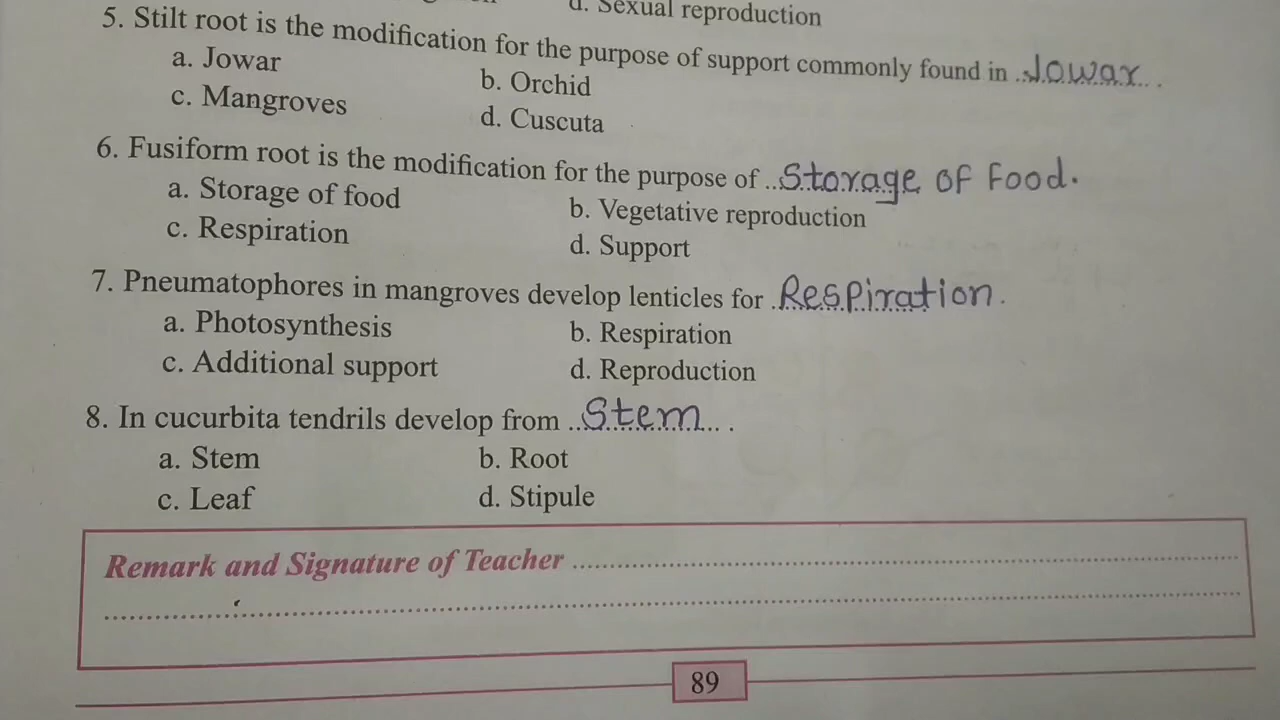 d. Sexual reproduction
5. Stilt root is the modification for the purpose of support commonly found in ..Jowar.. .
a. Jowar b. Orchid
c. Mangroves d. Cuscuta
6. Fusiform root is the modification for the purpose of ..Storage of Food.
a. Storage of food b. Vegetative reproduction
c. Respiration d. Support
7. Pneumatophores in mangroves develop lenticles for ..Respiration.
a. Photosynthesis b. Respiration
c. Additional support d. Reproduction
8. In cucurbita tendrils develop from ..Stem.. .
a. Stem b. Root
c. Leaf d. Stipule
Remark and Signature of Teacher
89